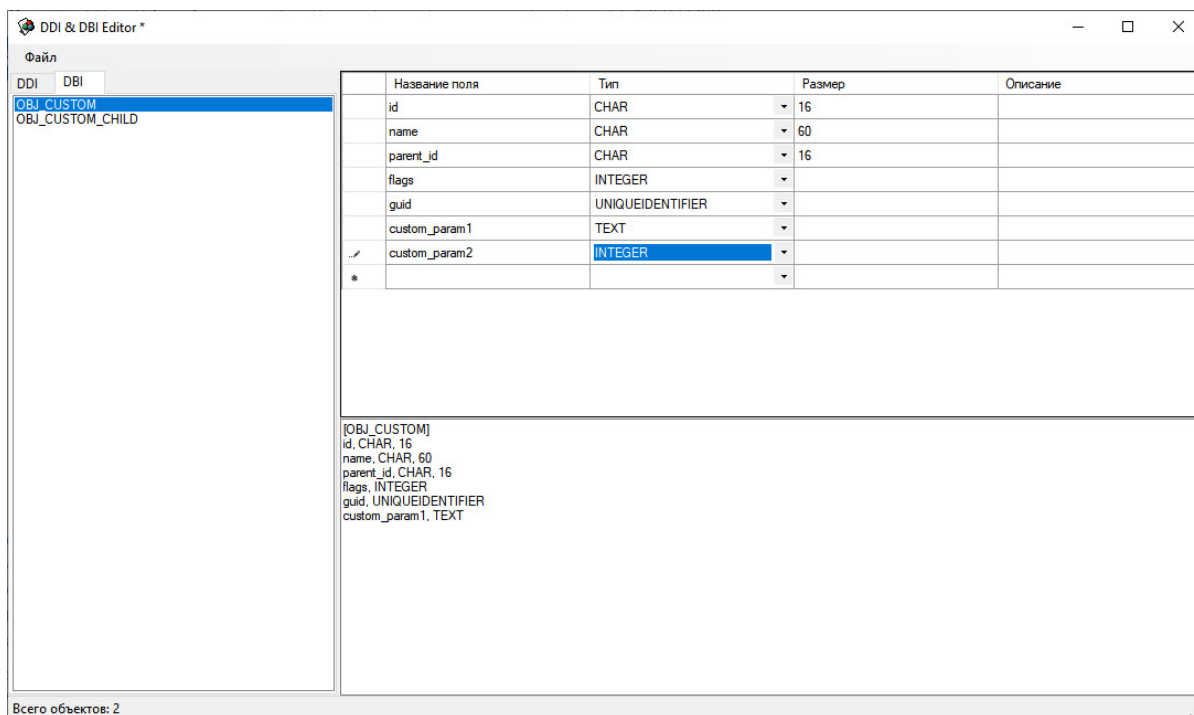 DDI & DBI Editor *
Файл
DDI DBI
OBJ_CUSTOM
OBJ_CUSTOM_CHILD
Название поля Тип Размер Описание
id CHAR 16
name CHAR 60
parent_id CHAR 16
flags INTEGER
guid UNIQUEIDENTIFIER
custom_param1 TEXT
custom_param2 INTEGER
[OBJ_CUSTOM]
id, CHAR, 16
name, CHAR, 60
parent_id, CHAR, 16
flags, INTEGER
guid, UNIQUEIDENTIFIER
custom_param1, TEXT
Всего объектов: 2